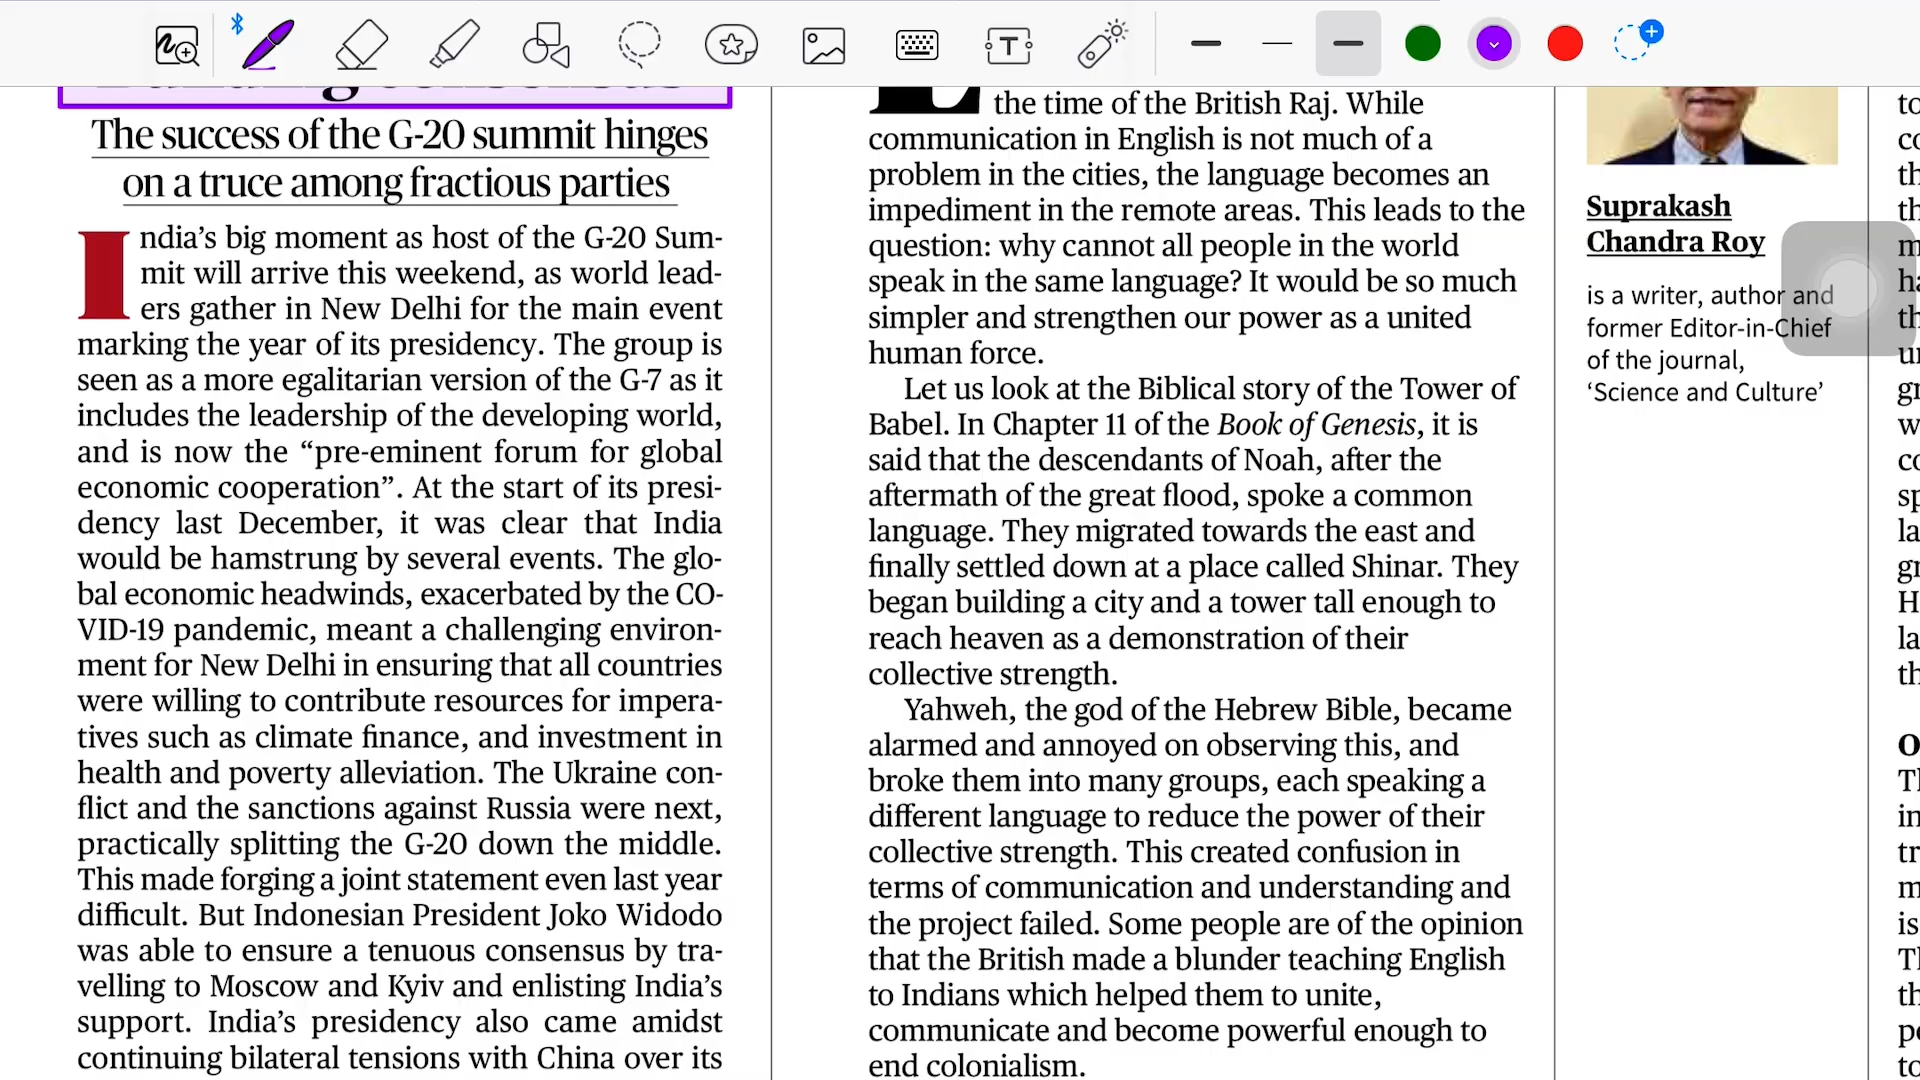 The success of the G-20 summit hinges
on a truce among fractious parties
India’s big moment as host of the G-20 Sum-
mit will arrive this weekend, as world lead-
ers gather in New Delhi for the main event
marking the year of its presidency. The group is
seen as a more egalitarian version of the G-7 as it
includes the leadership of the developing world,
and is now the “pre-eminent forum for global
economic cooperation”. At the start of its presi-
dency last December, it was clear that India
would be hamstrung by several events. The glo-
bal economic headwinds, exacerbated by the CO-
VID-19 pandemic, meant a challenging environ-
ment for New Delhi in ensuring that all countries
were willing to contribute resources for impera-
tives such as climate finance, and investment in
health and poverty alleviation. The Ukraine con-
flict and the sanctions against Russia were next,
practically splitting the G-20 down the middle.
This made forging a joint statement even last year
difficult. But Indonesian President Joko Widodo
was able to ensure a tenuous consensus by tra-
velling to Moscow and Kyiv and enlisting India’s
support. India’s presidency also came amidst
continuing bilateral tensions with China over its
the time of the British Raj. While
communication in English is not much of a
problem in the cities, the language becomes an
impediment in the remote areas. This leads to the
question: why cannot all people in the world
speak in the same language? It would be so much
simpler and strengthen our power as a united
human force.
Let us look at the Biblical story of the Tower of
Babel. In Chapter 11 of the Book of Genesis, it is
said that the descendants of Noah, after the
aftermath of the great flood, spoke a common
language. They migrated towards the east and
finally settled down at a place called Shinar. They
began building a city and a tower tall enough to
reach heaven as a demonstration of their
collective strength.
Yahweh, the god of the Hebrew Bible, became
alarmed and annoyed on observing this, and
broke them into many groups, each speaking a
different language to reduce the power of their
collective strength. This created confusion in
terms of communication and understanding and
the project failed. Some people are of the opinion
that the British made a blunder teaching English
to Indians which helped them to unite,
communicate and become powerful enough to
end colonialism.
Suprakash
Chandra Roy
is a writer, author and
former Editor-in-Chief
of the journal,
‘Science and Culture’